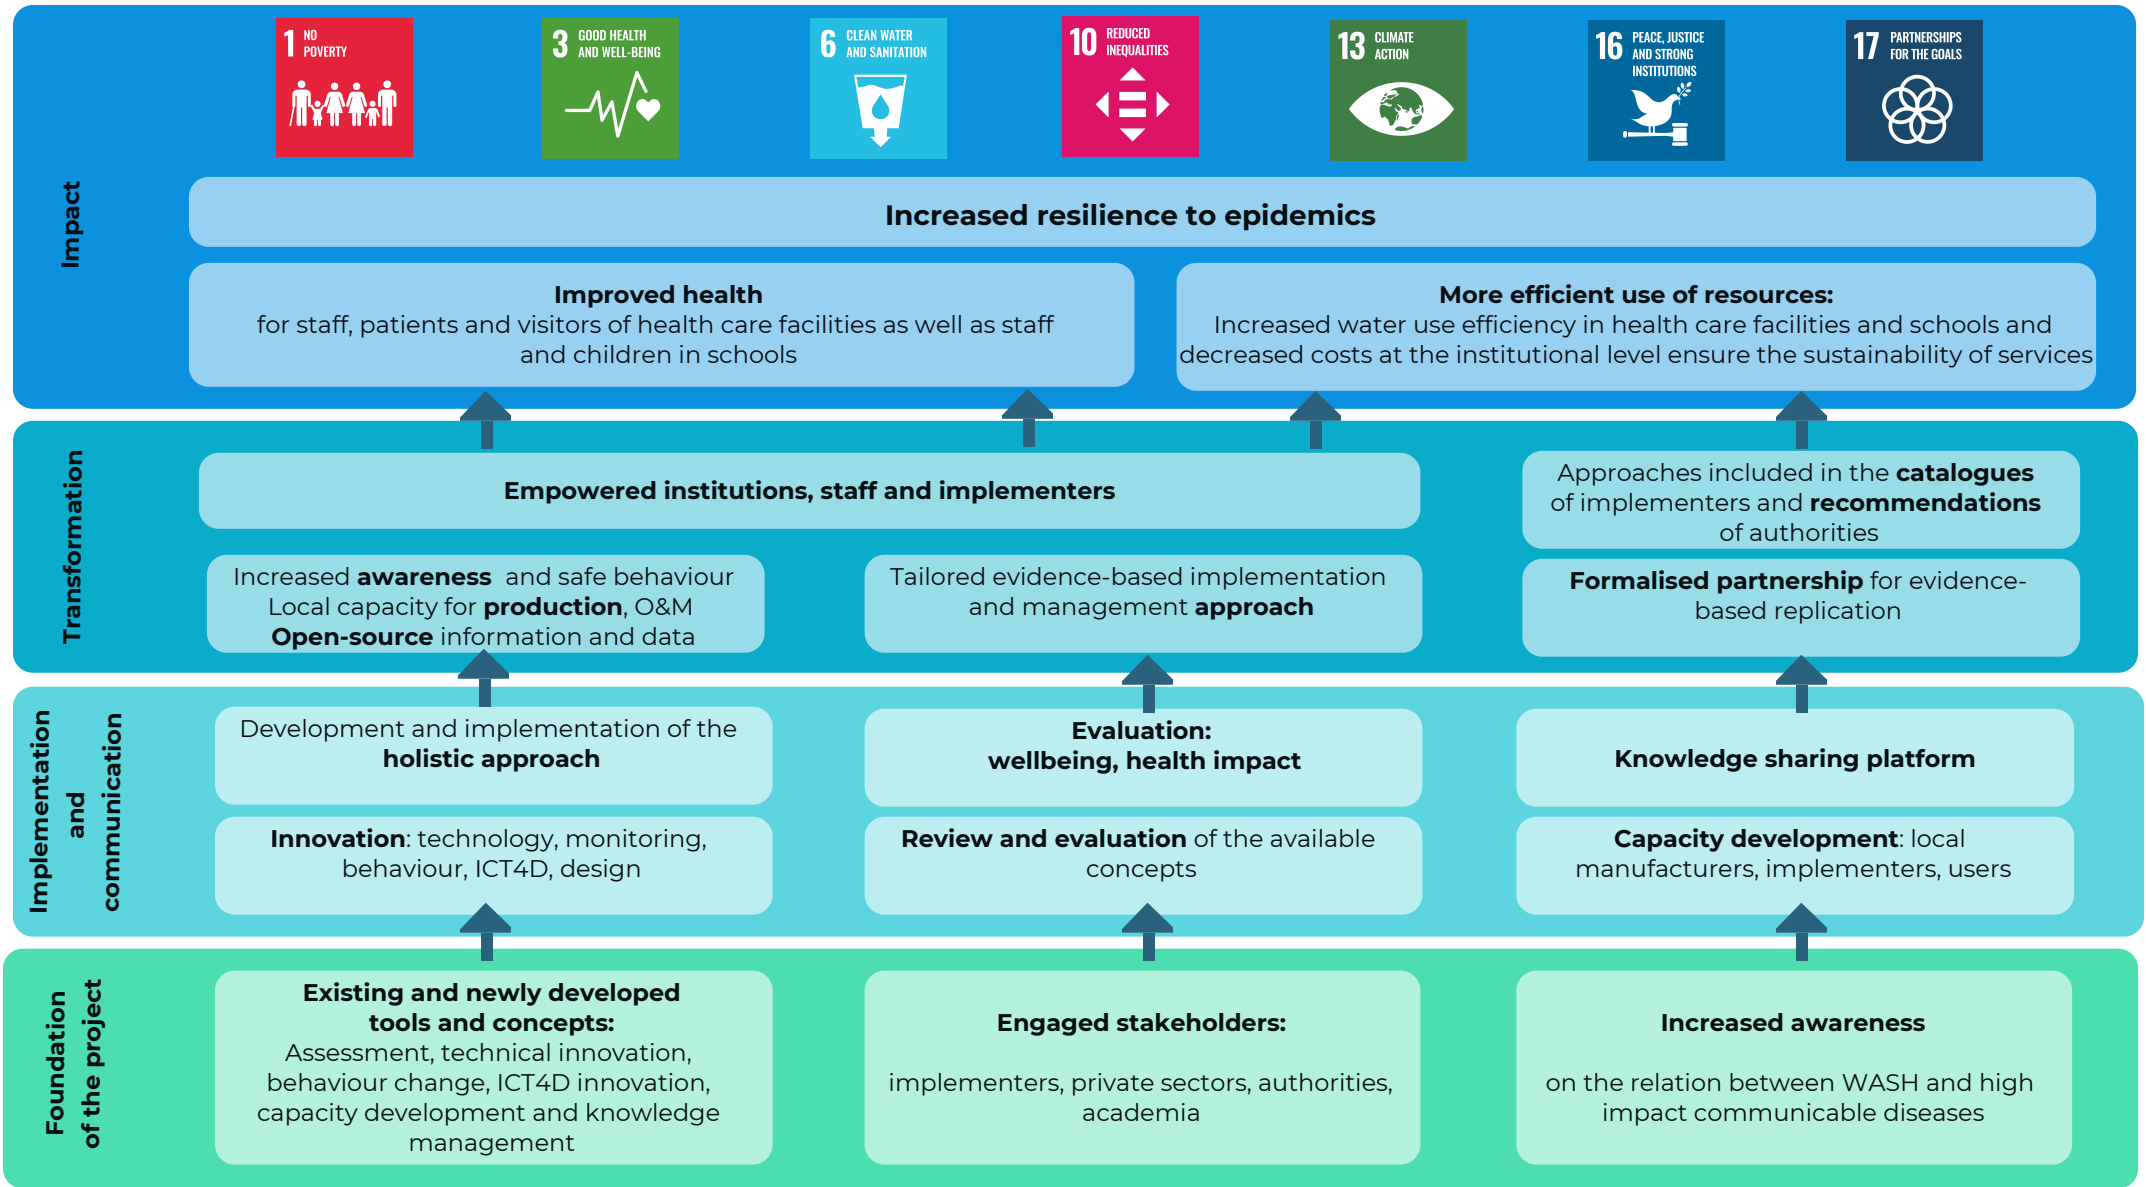 1 NO
POVERTY
3 GOOD HEALTH
AND WELL-BEING
6 CLEAN WATER
AND SANITATION
10 REDUCED
INEQUALITIES
13 CLIMATE
ACTION
16 PEACE, JUSTICE
AND STRONG
INSTITUTIONS
17 PARTNERSHIPS
FOR THE GOALS
Impact
Increased resilience to epidemics
Improved health
for staff, patients and visitors of health care facilities as well as staff
and children in schools
More efficient use of resources:
Increased water use efficiency in health care facilities and schools and
decreased costs at the institutional level ensure the sustainability of services
Transformation
Empowered institutions, staff and implementers
Approaches included in the catalogues
of implementers and recommendations
of authorities
Increased awareness and safe behaviour
Local capacity for production, O&M
Open-source information and data
Tailored evidence-based implementation
and management approach
Formalised partnership for evidence-
based replication
Implementation
and
communication
Development and implementation of the
holistic approach
Evaluation:
wellbeing, health impact
Knowledge sharing platform
Innovation: technology, monitoring,
behaviour, ICT4D, design
Review and evaluation of the available
concepts
Capacity development: local
manufacturers, implementers, users
Foundation
of the project
Existing and newly developed
tools and concepts:
Assessment, technical innovation,
behaviour change, ICT4D innovation,
capacity development and knowledge
management
Engaged stakeholders:
implementers, private sectors, authorities,
academia
Increased awareness
on the relation between WASH and high
impact communicable diseases